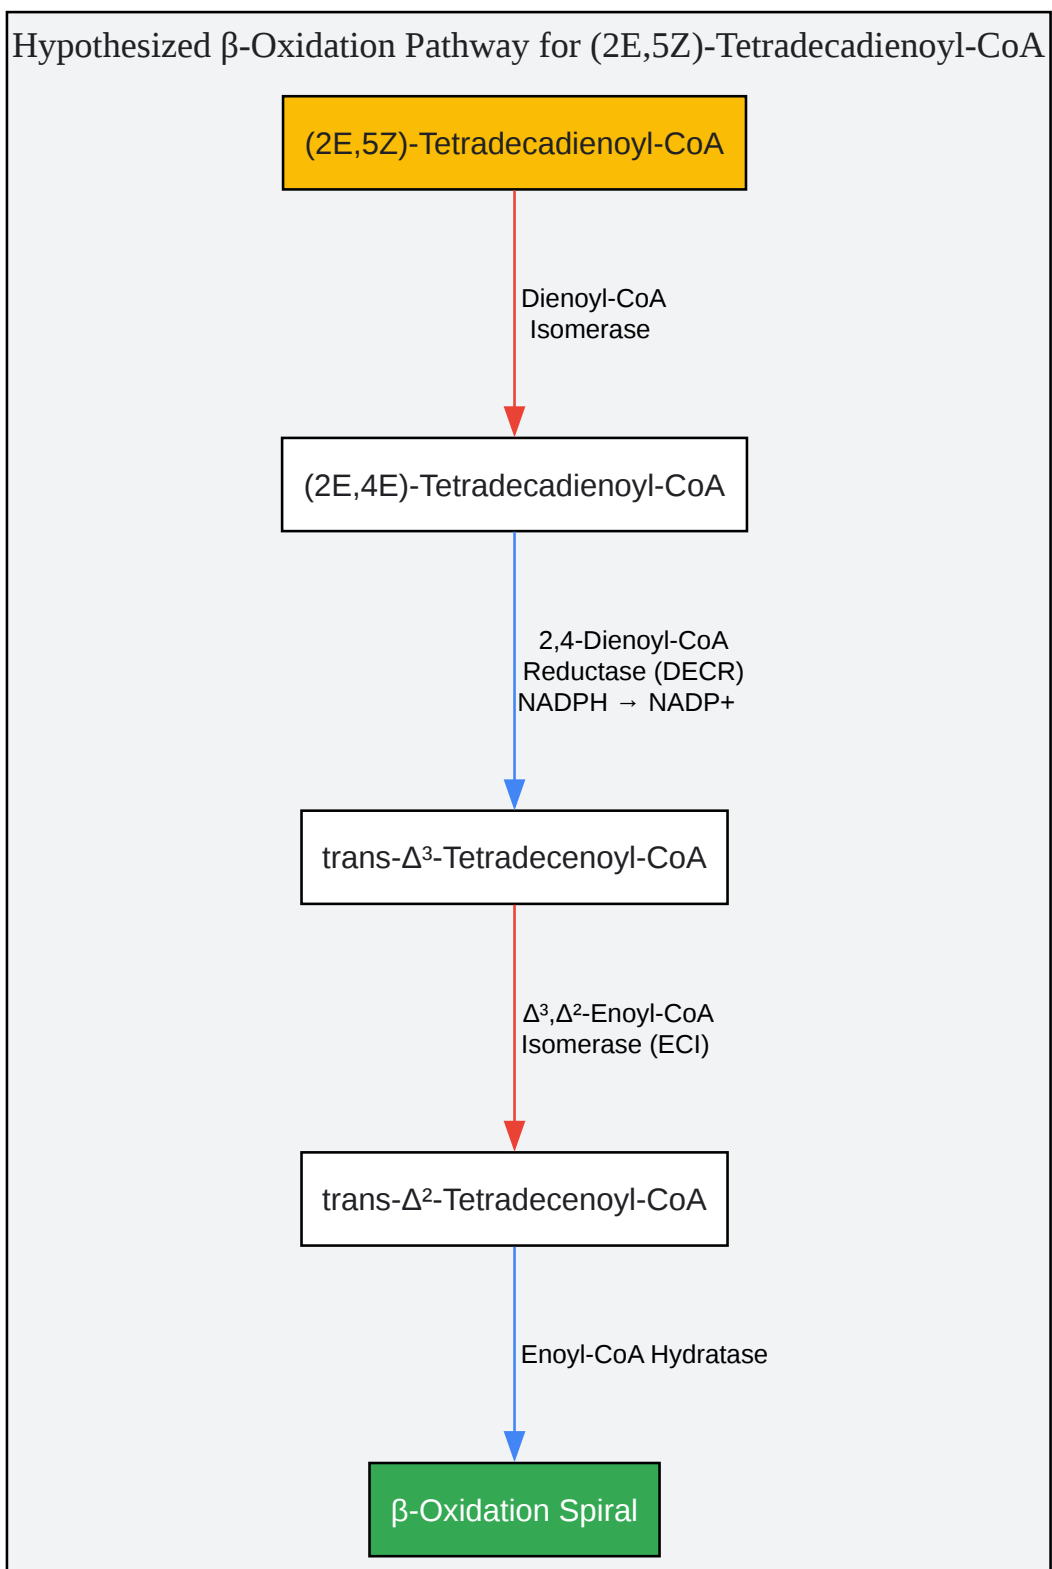 Hypothesized β-Oxidation Pathway for (2E,5Z)-Tetradecadienoyl-CoA
(2E,5Z)-Tetradecadienoyl-CoA
Dienoyl-CoA
Isomerase
(2E,4E)-Tetradecadienoyl-CoA
2,4-Dienoyl-CoA
Reductase (DECR)
NADPH → NADP+
trans-Δ³-Tetradecenoyl-CoA
Δ³,Δ²-Enoyl-CoA
Isomerase (ECI)
trans-Δ²-Tetradecenoyl-CoA
Enoyl-CoA Hydratase
β-Oxidation Spiral